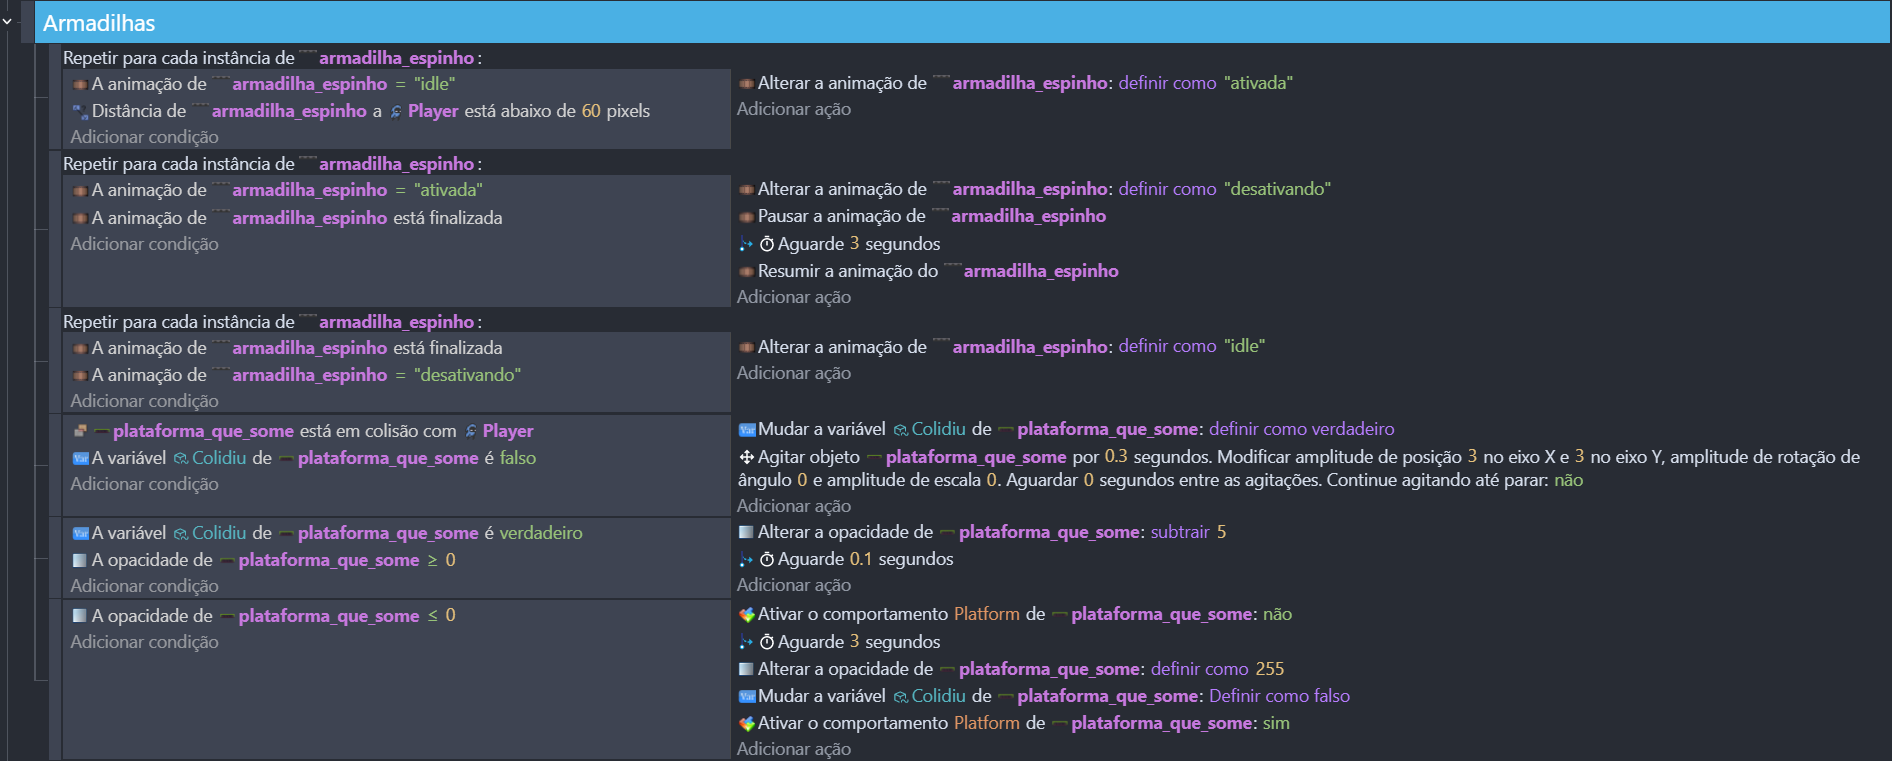 Armadilhas
Repetir para cada instância de armadilha_espinho :
A animação de armadilha_espinho = "idle"
Distância de armadilha_espinho a Player está abaixo de 60 pixels
Adicionar condição
Alterar a animação de armadilha_espinho: definir como "ativada"
Adicionar ação
Repetir para cada instância de armadilha_espinho :
A animação de armadilha_espinho = "ativada"
A animação de armadilha_espinho está finalizada
Adicionar condição
Alterar a animação de armadilha_espinho: definir como "desativando"
Pausar a animação de armadilha_espinho
Aguarde 3 segundos
Resumir a animação do armadilha_espinho
Adicionar ação
Repetir para cada instância de armadilha_espinho :
A animação de armadilha_espinho está finalizada
A animação de armadilha_espinho = "desativando"
Adicionar condição
Alterar a animação de armadilha_espinho: definir como "idle"
Adicionar ação
plataforma_que_some está em colisão com Player
Var A variável Colidiu de plataforma_que_some é falso
Adicionar condição
Var Mudar a variável Colidiu de plataforma_que_some: definir como verdadeiro
Agitar objeto plataforma_que_some por 0.3 segundos. Modificar amplitude de posição 3 no eixo X e 3 no eixo Y, amplitude de rotação de
ângulo 0 e amplitude de escala 0. Aguardar 0 segundos entre as agitações. Continue agitando até parar: não
Adicionar ação
Var A variável Colidiu de plataforma_que_some é verdadeiro
A opacidade de plataforma_que_some ≥ 0
Adicionar condição
Alterar a opacidade de plataforma_que_some: subtrair 5
Aguarde 0.1 segundos
Adicionar ação
A opacidade de plataforma_que_some ≤ 0
Adicionar condição
Ativar o comportamento Platform de plataforma_que_some: não
Aguarde 3 segundos
Alterar a opacidade de plataforma_que_some: definir como 255
Var Mudar a variável Colidiu de plataforma_que_some: Definir como falso
Ativar o comportamento Platform de plataforma_que_some: sim
Adicionar ação